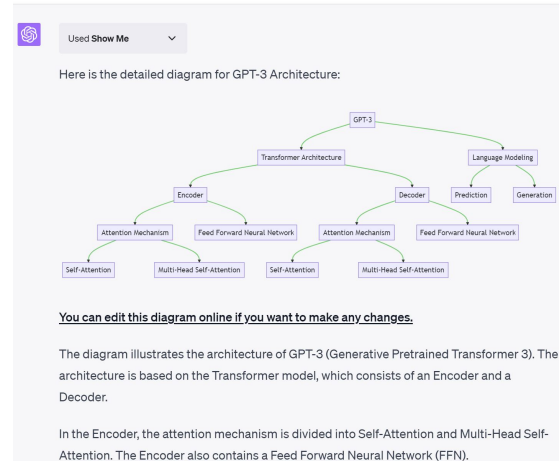 Used Show Me
Here is the detailed diagram for GPT-3 Architecture:
GPT-3
Transformer Architecture
Language Modeling
Encoder
Decoder
Prediction
Generation
Attention Mechanism
Feed Forward Neural Network
Attention Mechanism
Feed Forward Neural Network
Self-Attention
Multi-Head Self-Attention
Self-Attention
Multi-Head Self-Attention
You can edit this diagram online if you want to make any changes.
The diagram illustrates the architecture of GPT-3 (Generative Pretrained Transformer 3). The
architecture is based on the Transformer model, which consists of an Encoder and a
Decoder.
In the Encoder, the attention mechanism is divided into Self-Attention and Multi-Head Self-
Attention. The Encoder also contains a Feed Forward Neural Network (FFN).